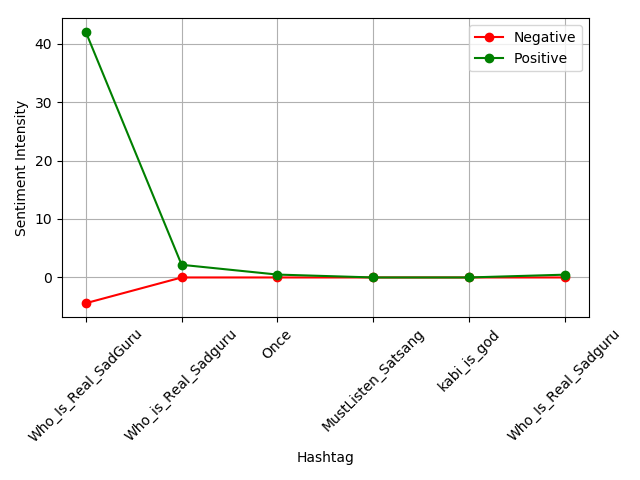 Negative
Positive
40
30
20
10
0
Sentiment Intensity
Who_Is_Real_SadGuru
Who_is_Real_Sadguru
Once
MustListen_Satsang
kabi_is_god
Who_Is_Real_Sadguru
Hashtag